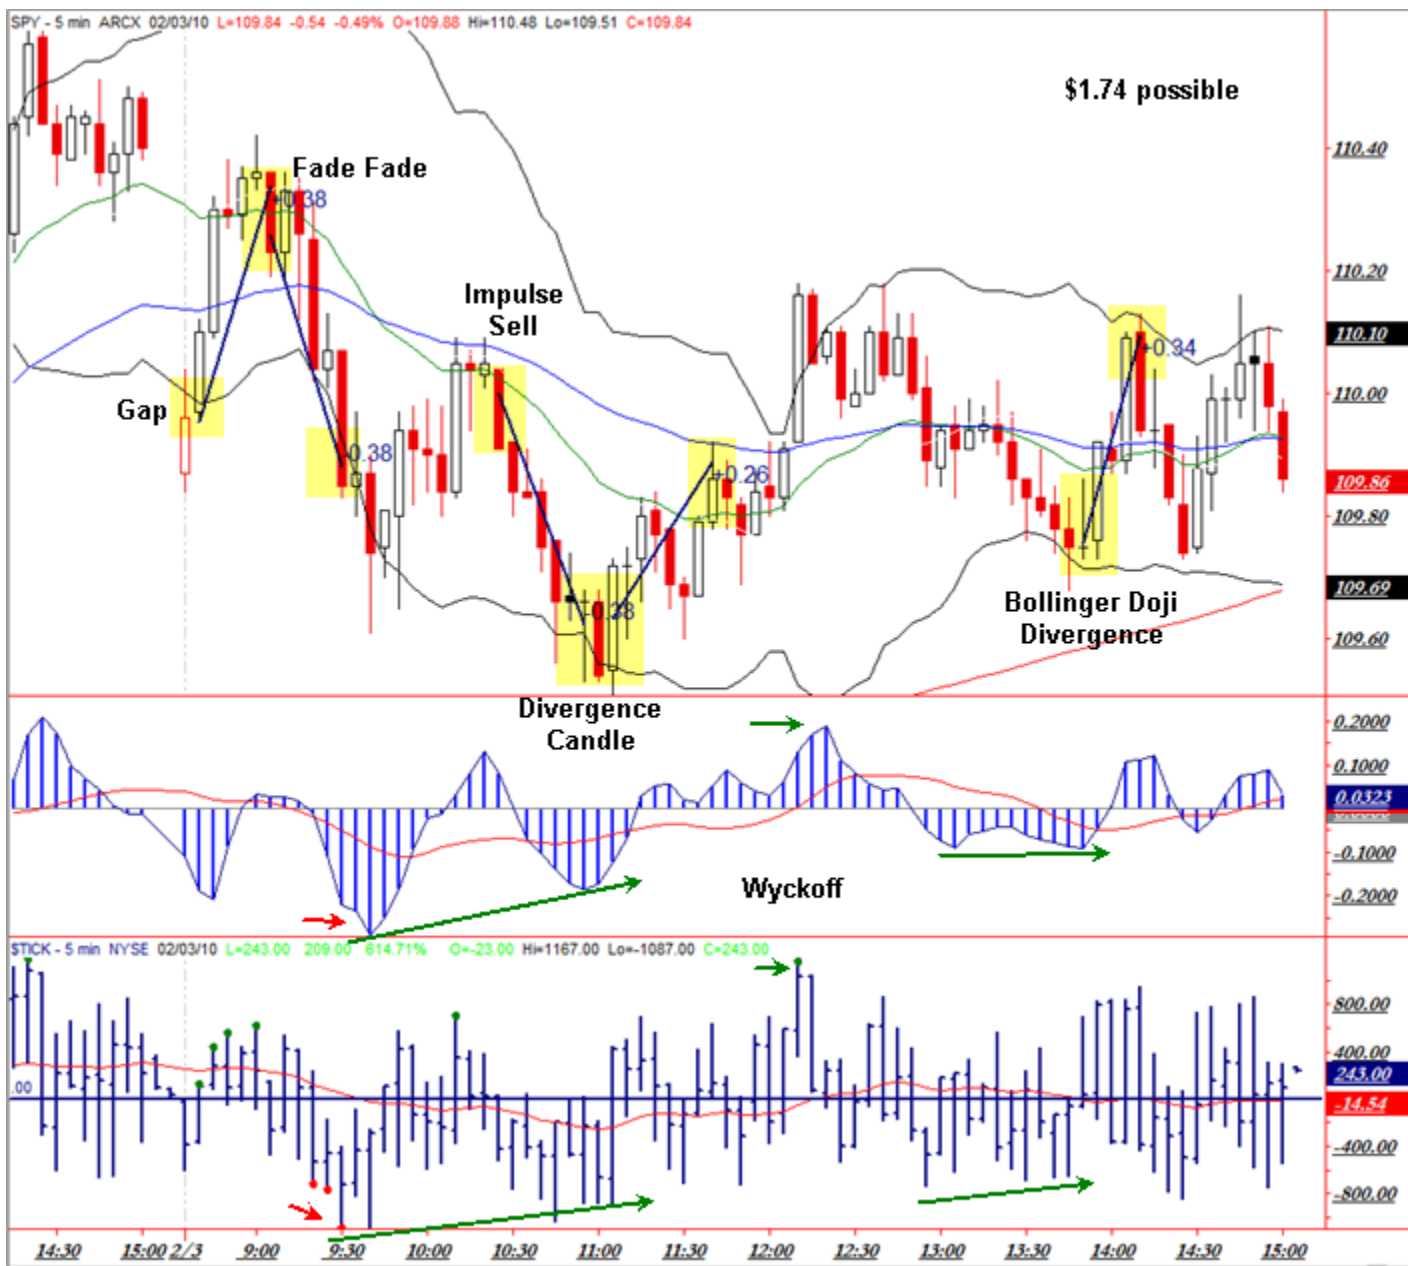 SPY - 5 min ARCX 02/03/10 L=109.84 -0.54 -0.49% O=109.88 Hi=110.48 Lo=109.51 C=109.84
$1.74 possible
110.40
Fade Fade
+0.38
110.20
Impulse
Sell
110.10
+0.34
110.00
Gap
-0.38
+0.26
109.86
109.80
109.69
-0.38
Bollinger Doji
Divergence
109.60
Divergence
Candle
0.2000
0.1000
0.0323
-0.1000
Wyckoff
-0.2000
$TICK - 5 min NYSE 02/03/10 L=243.00 209.00 614.71% O=-23.00 Hi=1167.00 Lo=-1087.00 C=243.00
800.00
400.00
243.00
.00
-14.54
-400.00
-800.00
14:30 15:00 2/3 9:00 9:30 10:00 10:30 11:00 11:30 12:00 12:30 13:00 13:30 14:00 14:30 15:00